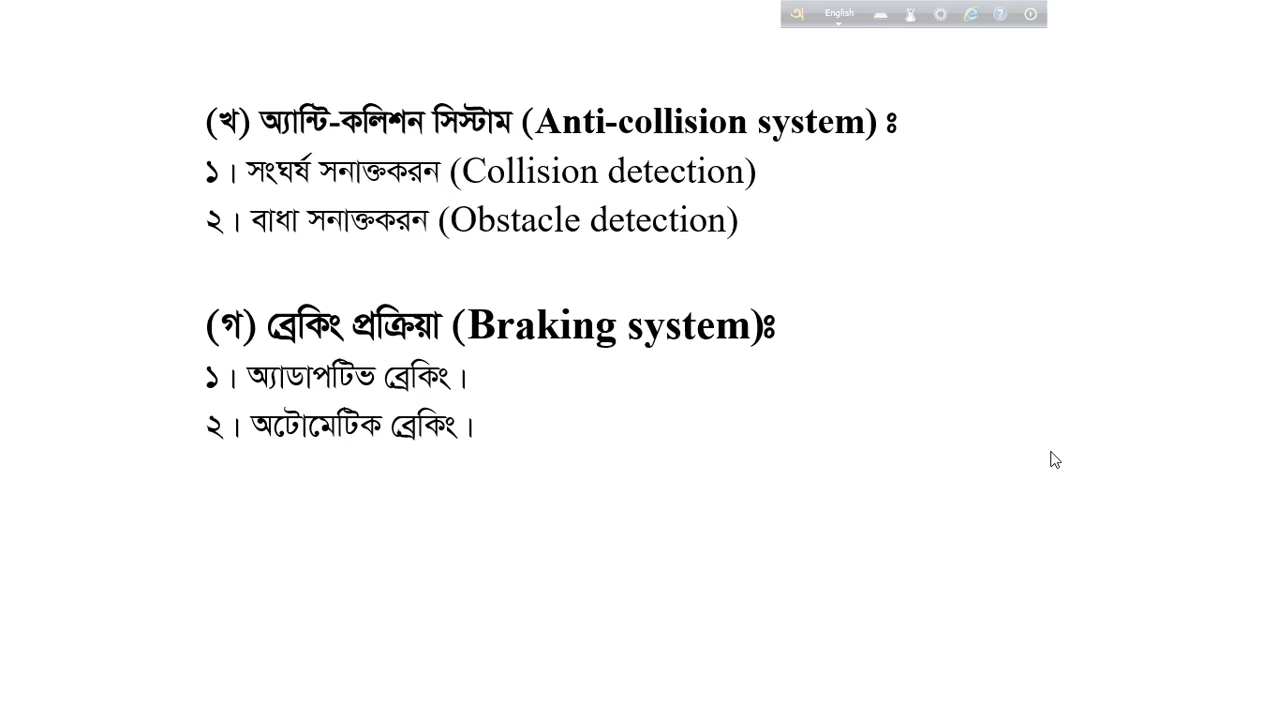 অ English
(খ) অ্যান্টি-কলিশন সিস্টাম (Anti-collision system) ঃ
১। সংঘর্ষ সনাক্তকরন (Collision detection)
২। বাধা সনাক্তকরন (Obstacle detection)
(গ) ব্রেকিং প্রক্রিয়া (Braking system)ঃ
১। অ্যাডাপটিভ ব্রেকিং।
২। অটোমেটিক ব্রেকিং।